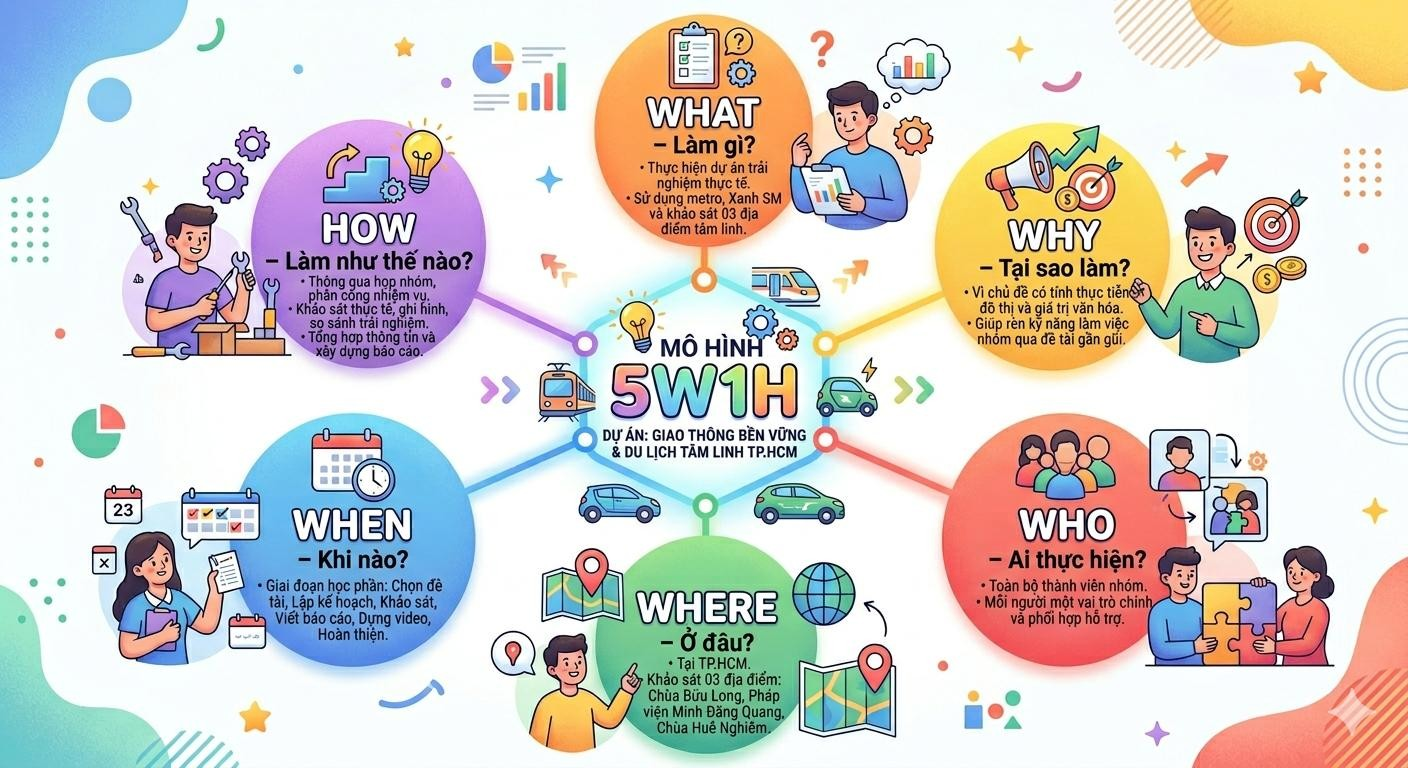 WHAT
– Làm gì?
• Thực hiện dự án trải
nghiệm thực tế.
• Sử dụng metro, Xanh SM
và khảo sát 03 địa
điểm tâm linh.
HOW
– Làm như thế nào?
• Thông qua họp nhóm,
phân công nhiệm vụ.
• Khảo sát thực tế, ghi hình,
so sánh trải nghiệm.
• Tổng hợp thông tin và
xây dựng báo cáo.
WHY
– Tại sao làm?
• Vì chủ đề có tính thực tiễn
đô thị và giá trị văn hóa.
• Giúp rèn kỹ năng làm việc
nhóm qua đề tài gần gũi.
MÔ HÌNH
5W1H
DỰ ÁN: GIAO THÔNG BỀN VỮNG
& DU LỊCH TÂM LINH TP.HCM
WHEN
– Khi nào?
• Giai đoạn học phần: Chọn đề
tài, Lập kế hoạch, Khảo sát,
Viết báo cáo, Dựng video,
Hoàn thiện.
23
WHO
– Ai thực hiện?
• Toàn bộ thành viên nhóm.
• Mỗi người một vai trò chính
và phối hợp hỗ trợ.
WHERE
– Ở đâu?
• Tại TP.HCM.
Khảo sát 03 địa điểm:
Chùa Bửu Long, Pháp
viện Minh Đăng Quang,
Chùa Huê Nghiêm.